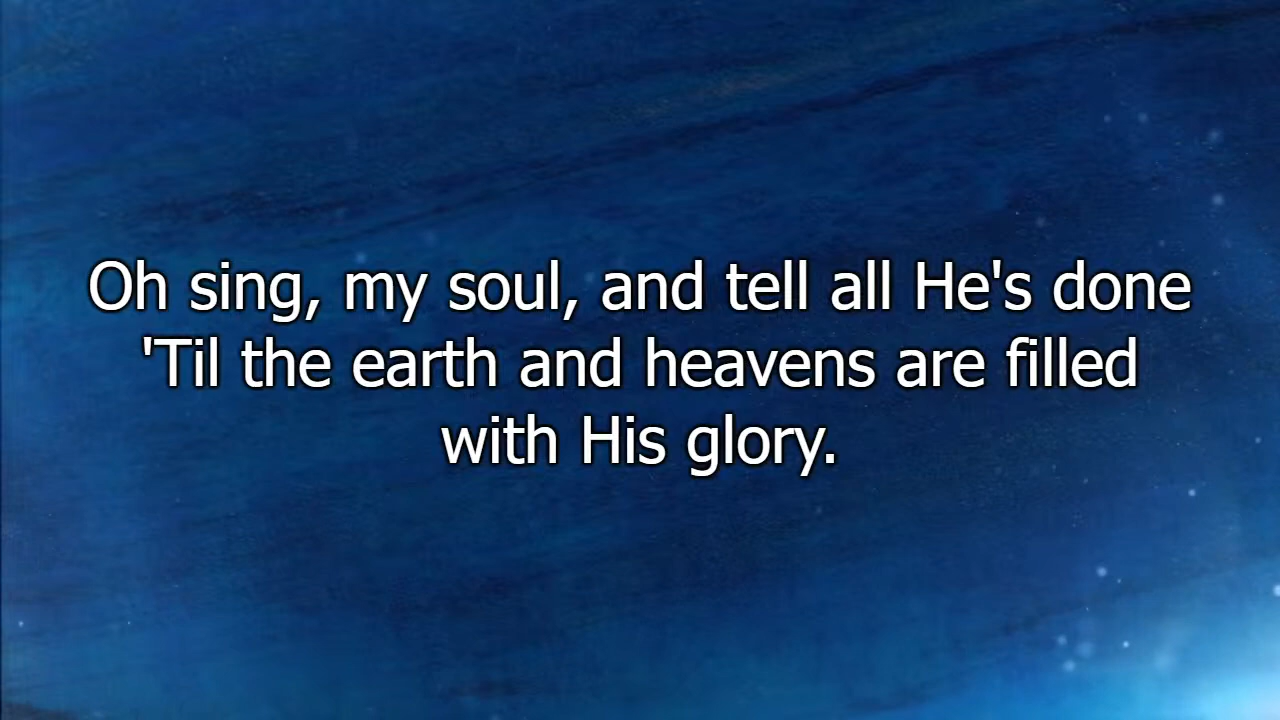 Oh sing, my soul, and tell all He's done
'Til the earth and heavens are filled
with His glory.